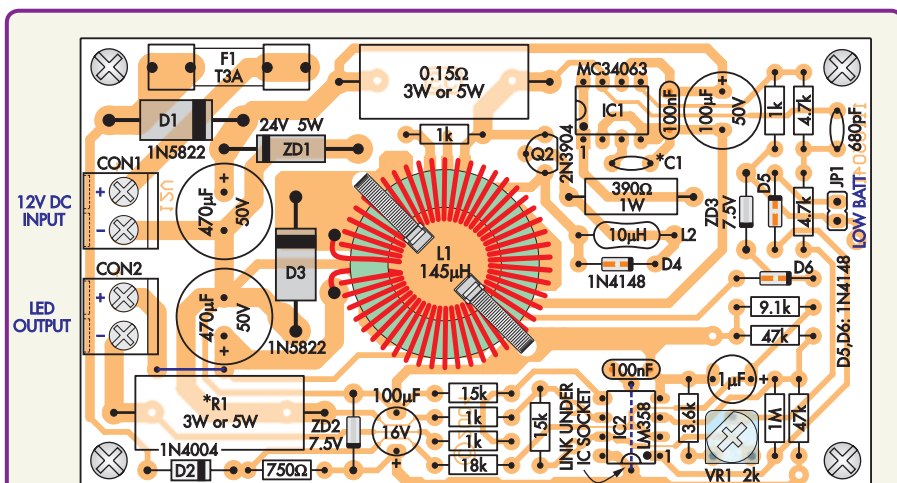 F1
T3A
0.15Ω
3W or 5W
MC34063
IC1
1
100nF
+
100µF
50V
1k
4.7k
680pF
D1
1N5822
24V 5W
ZD1
1k
Q2
2N3904
*C1
390Ω
1W
CON1
12V DC
INPUT
+
–
12V
470µF
50V
+
10µH
L2
D4
1N4148
ZD3
7.5V
D5
4.7k
JP1
LOW BATT
L1
145µH
D3
1N5822
CON2
LED
OUTPUT
+
–
470µF
50V
+
D6
9.1k
47k
D5,D6: 1N4148
*R1
3W or 5W
1N4004
D2
750Ω
ZD2
7.5V
100µF
16V
+
15k
1k
1k
18k
15k
LINK UNDER
IC SOCKET
100nF
IC2
LM358
1
3.6k
1µF
+
VR1 2k
1M
47k